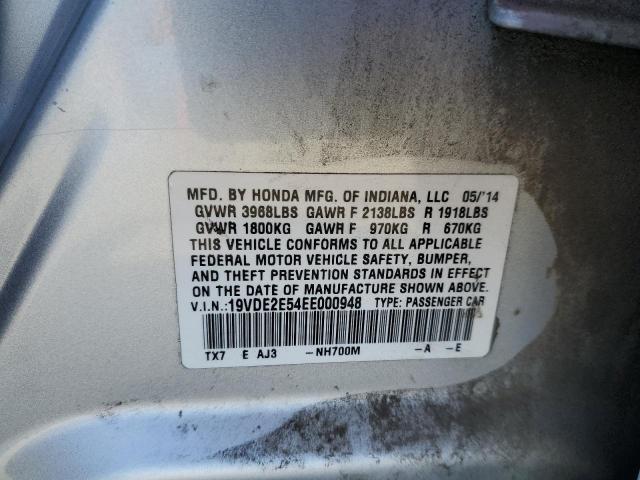 MFD. BY HONDA MFG. OF INDIANA, LLC 05/'14
GVWR 3968LBS GAWR F 2138LBS R 1918LBS
GVWR 1800KG GAWR F 970KG R 670KG
THIS VEHICLE CONFORMS TO ALL APPLICABLE
FEDERAL MOTOR VEHICLE SAFETY, BUMPER,
AND THEFT PREVENTION STANDARDS IN EFFECT
ON THE DATE OF MANUFACTURE SHOWN ABOVE.
V.I.N.:19VDE2E54EE000948 TYPE: PASSENGER CAR
TX7 E AJ3 -NH700M -A -E